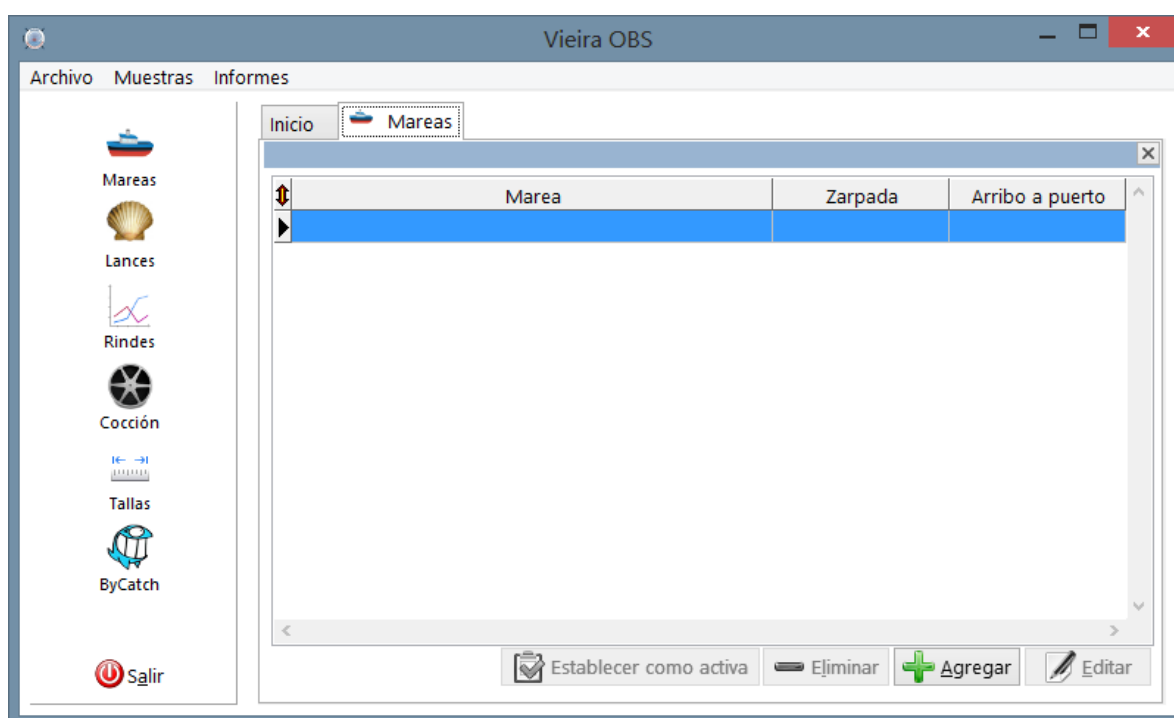 Vieira OBS
Archivo Muestras Informes
Inicio Mareas
Mareas
Lances
Rindes
Cocción
Tallas
ByCatch
Salir
Marea Zarpada Arribo a puerto
Establecer como activa Eliminar Agregar Editar